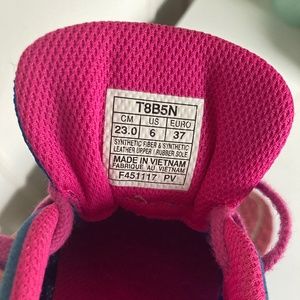 T8B5N
CM US EURO
23.0 6 37
SYNTHETIC FIBER & SYNTHETIC
LEATHER UPPER / RUBBER SOLE
MADE IN VIETNAM
FABRIQUE AU VIETNAM
F451117 PV